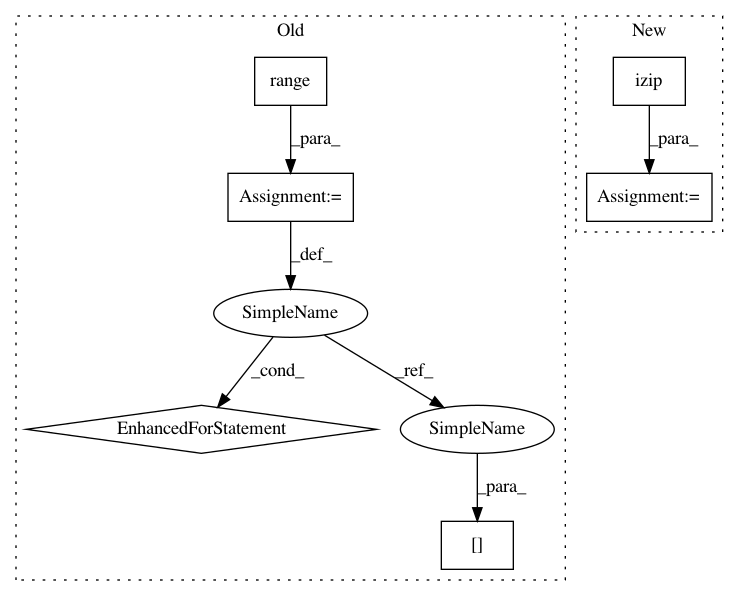 Old
New
range
izip
_para_
_para_
Assignment:=
Assignment:=
_def_
SimpleName
_cond_
_ref_
EnhancedForStatement
SimpleName
_para_
[]